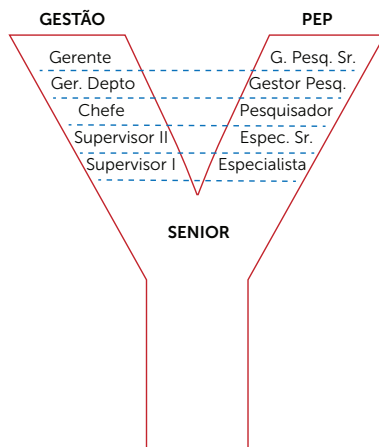 GESTÃO PEP
Gerente G. Pesq. Sr.
Ger. Depto Gestor Pesq.
Chefe Pesquisador
Supervisor II Espec. Sr.
Supervisor I Especialista
SENIOR